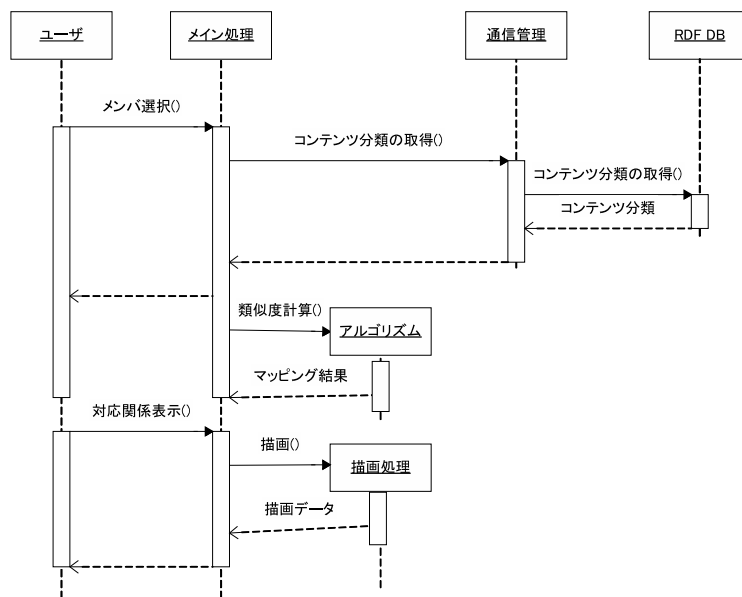 ユーザ
メイン処理
通信管理
RDF DB
メンバ選択()
コンテンツ分類の取得()
コンテンツ分類の取得()
コンテンツ分類
類似度計算()
アルゴリズム
マッピング結果
対応関係表示()
描画()
描画処理
描画データ